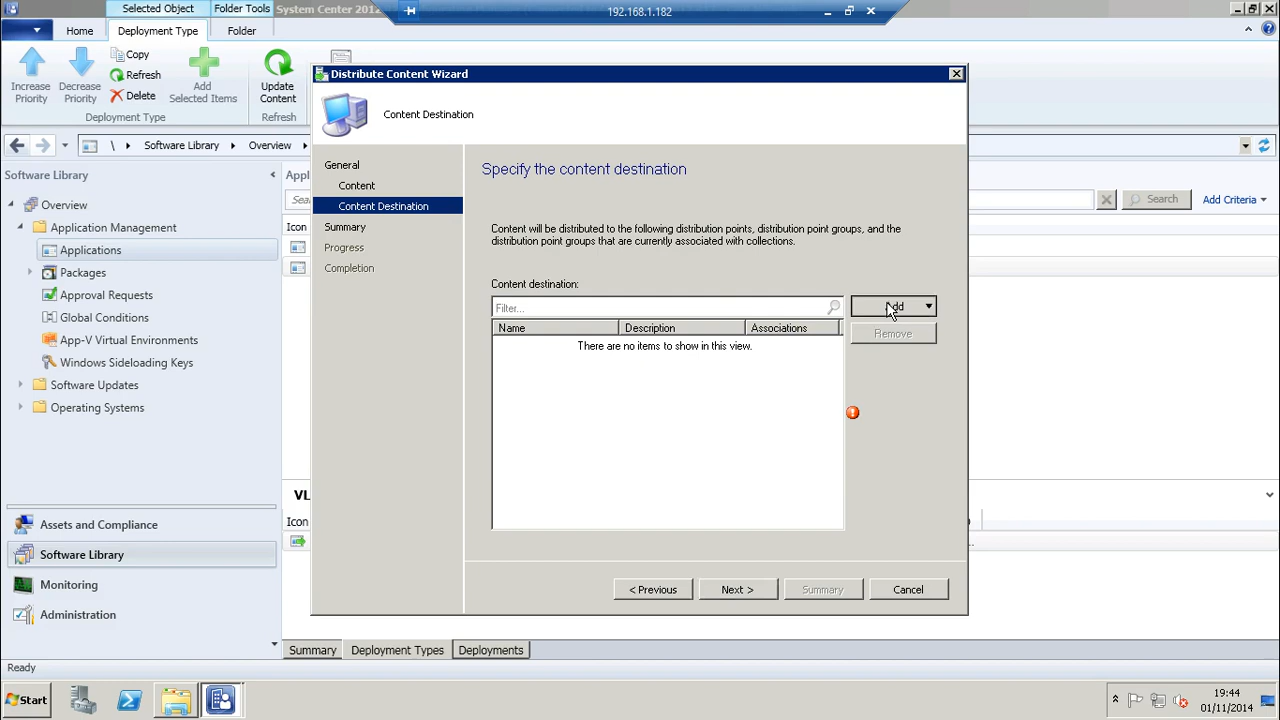 Selected Object
Folder Tools
System Center 2012
192.168.1.182
Home
Deployment Type
Folder
Increase
Priority
Decrease
Priority
Copy
Refresh
Delete
Add
Selected Items
Update
Content
Deployment Type
Refresh
\
Software Library
Overview
Software Library
Overview
Application Management
Applications
Packages
Approval Requests
Global Conditions
App-V Virtual Environments
Windows Sideloading Keys
Software Updates
Operating Systems
Assets and Compliance
Software Library
Monitoring
Administration
Icon
Search
Add Criteria
Icon
Distribute Content Wizard
Content Destination
General
Content
Content Destination
Summary
Progress
Completion
Specify the content destination
Content will be distributed to the following distribution points, distribution point groups, and the
distribution point groups that are currently associated with collections.
Content destination:
Filter...
Add
Name
Description
Associations
Remove
There are no items to show in this view.
< Previous
Next >
Summary
Cancel
Summary
Deployment Types
Deployments
Ready
Start
19:44
01/11/2014